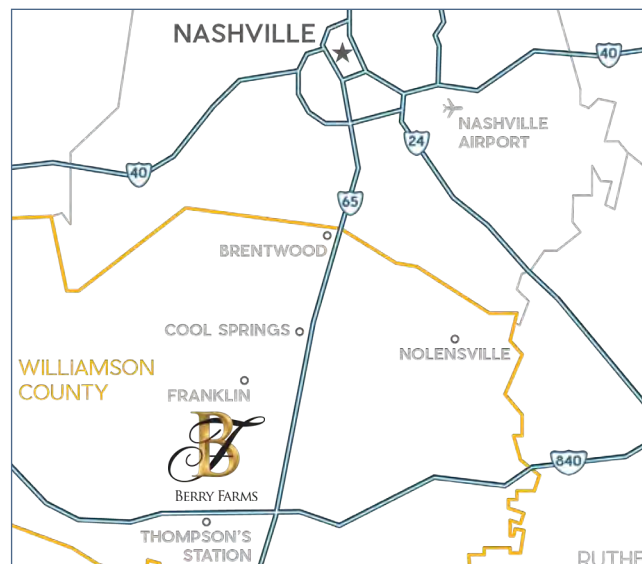 NASHVILLE
40
NASHVILLE
AIRPORT
24
40
65
BRENTWOOD
COOL SPRINGS
NOLENSVILLE
WILLIAMSON
COUNTY
FRANKLIN
BF
BERRY FARMS
840
THOMPSON'S
STATION
RUTHE